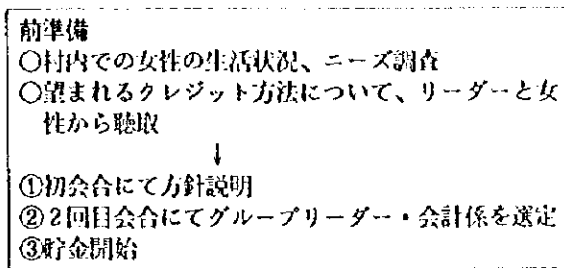 前準備
○村内での女性の生活状況、ニーズ調査
○望まれるクレジット方法について、リーダーと女
性から聴取
↓
①初会合にて方針説明
②2回目会合にてグループリーダー・会計係を選定
③貯金開始